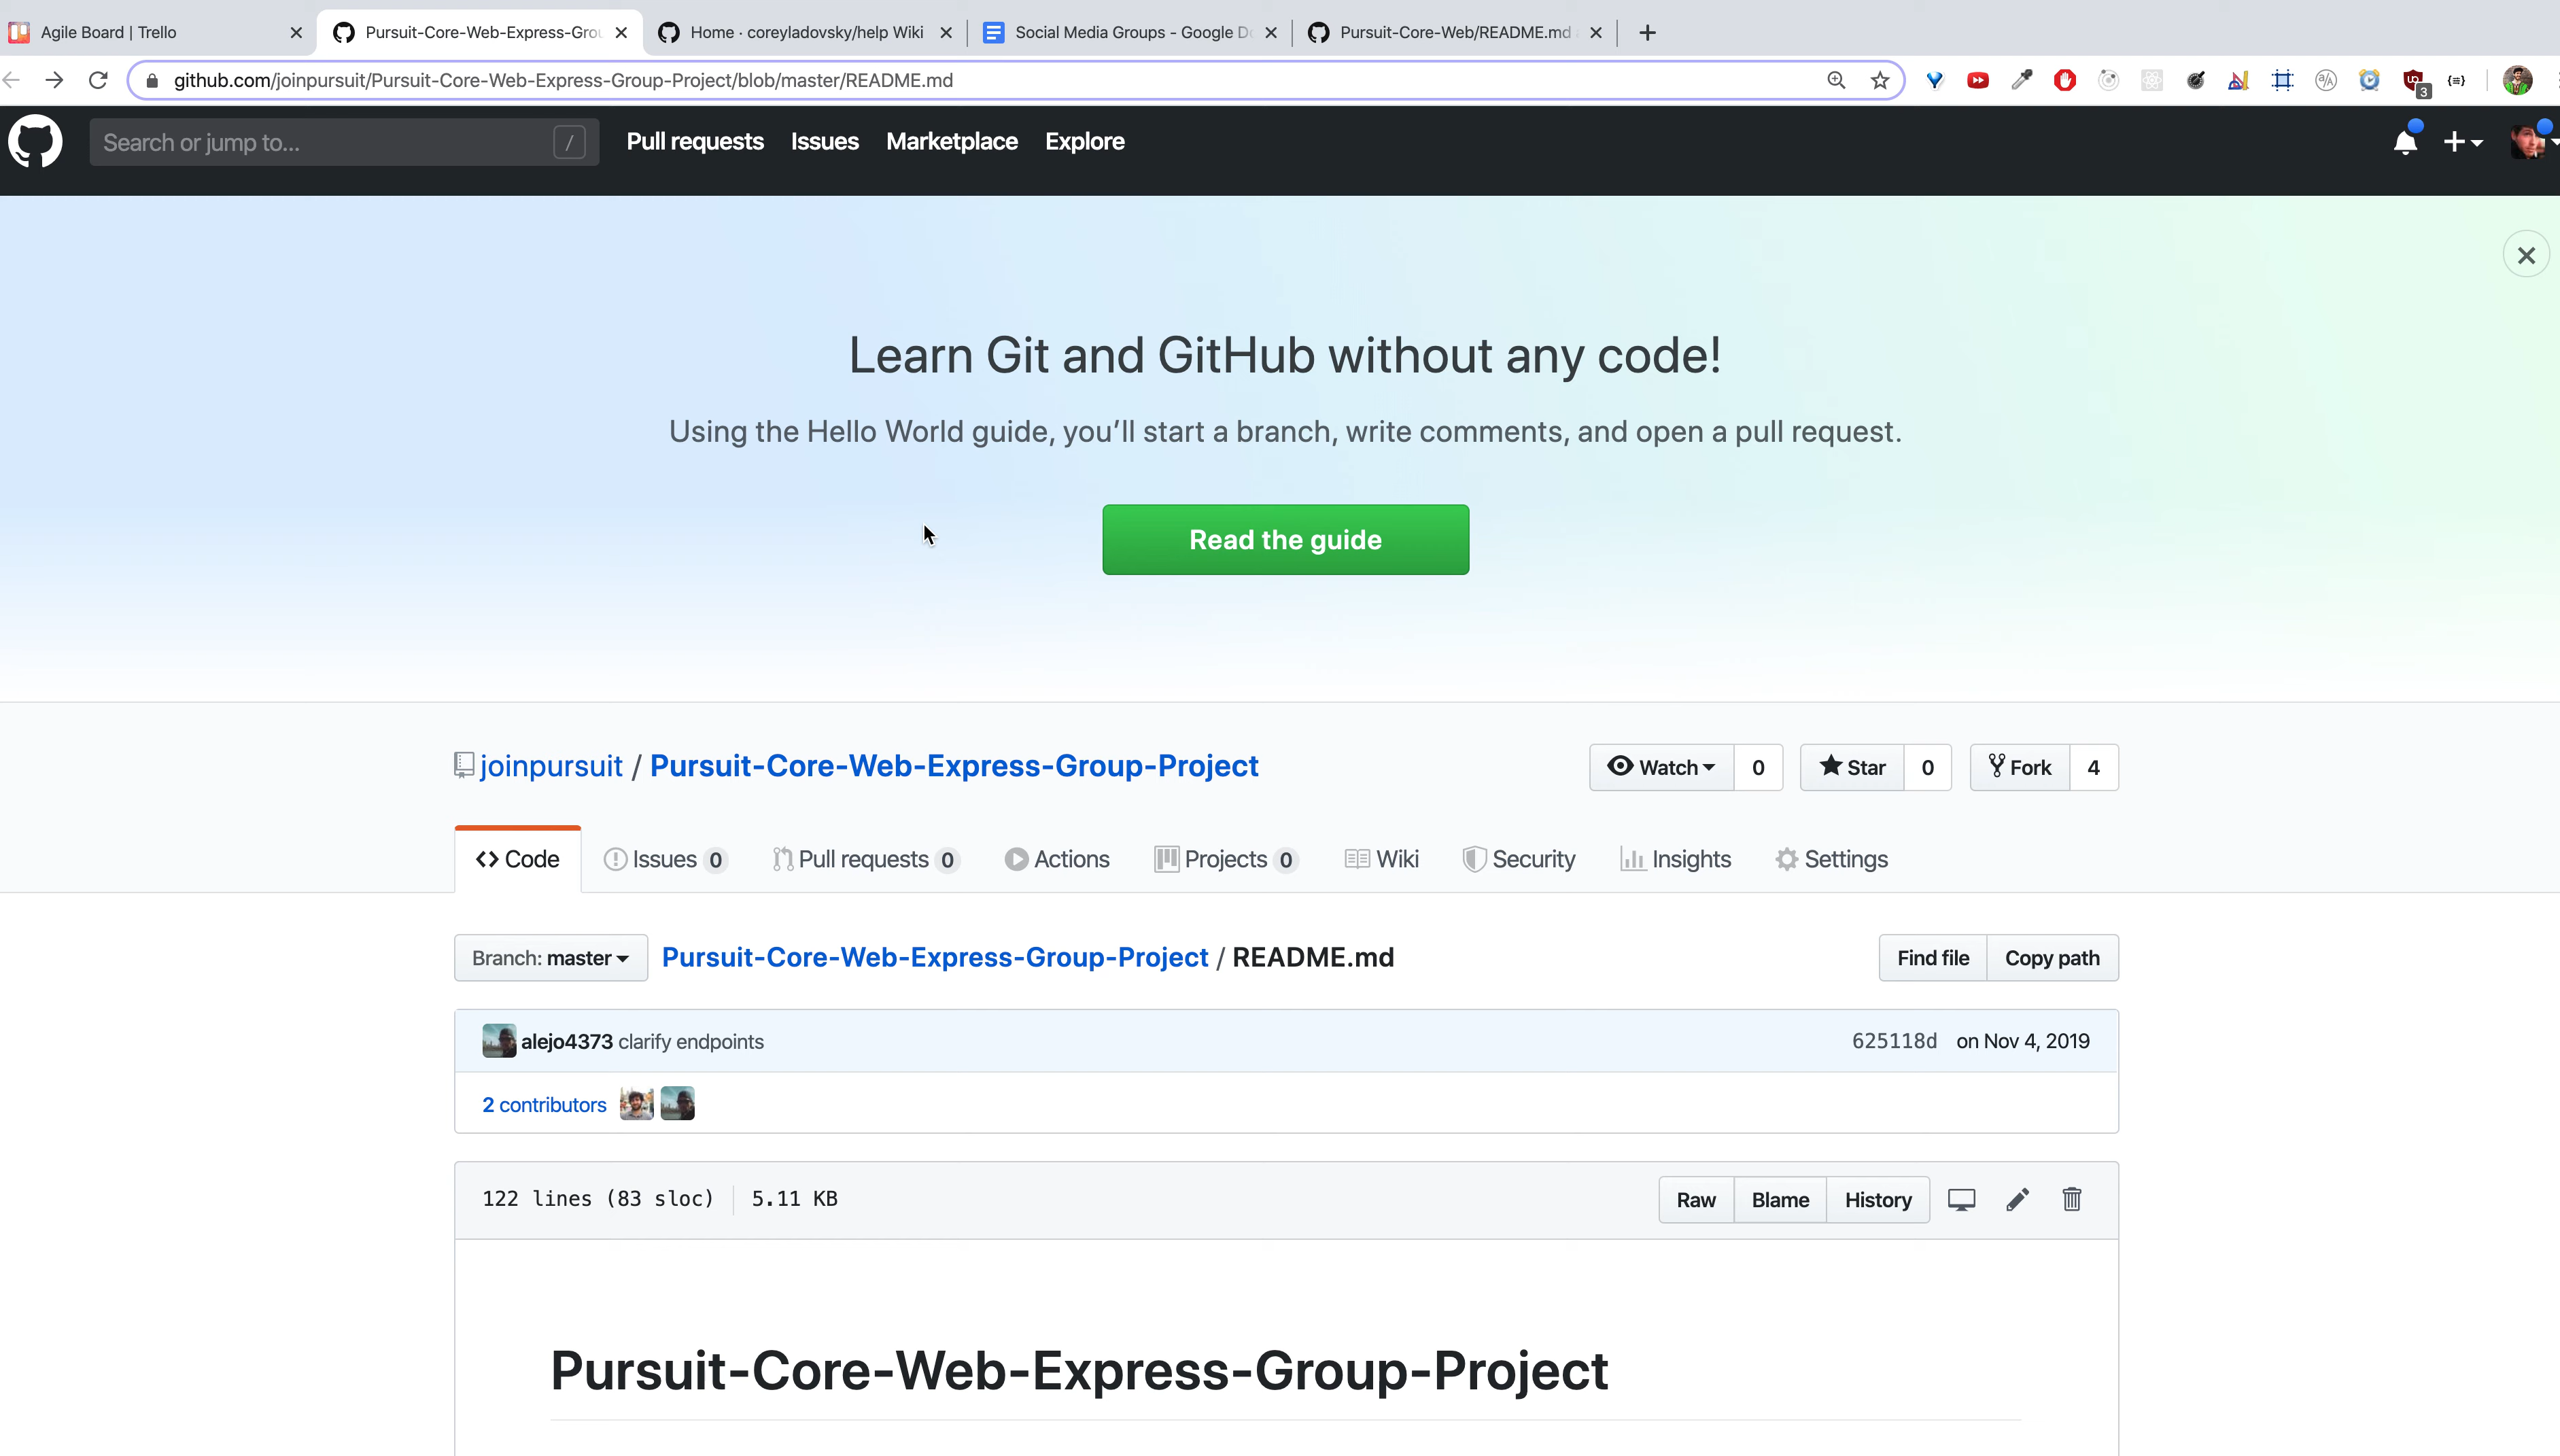 Agile Board | Trello
Pursuit-Core-Web-Express-Grou
Home · coreyladovsky/help Wiki
Social Media Groups - Google D
Pursuit-Core-Web/README.md
github.com/joinpursuit/Pursuit-Core-Web-Express-Group-Project/blob/master/README.md
3
Search or jump to...
/
Pull requests
Issues
Marketplace
Explore
Learn Git and GitHub without any code!
Using the Hello World guide, you’ll start a branch, write comments, and open a pull request.
Read the guide
joinpursuit / Pursuit-Core-Web-Express-Group-Project
Watch 0
Star 0
Fork 4
Code
Issues 0
Pull requests 0
Actions
Projects 0
Wiki
Security
Insights
Settings
Branch: master
Pursuit-Core-Web-Express-Group-Project / README.md
Find file
Copy path
alejo4373 clarify endpoints
625118d on Nov 4, 2019
2 contributors
122 lines (83 sloc) 5.11 KB
Raw
Blame
History
Pursuit-Core-Web-Express-Group-Project